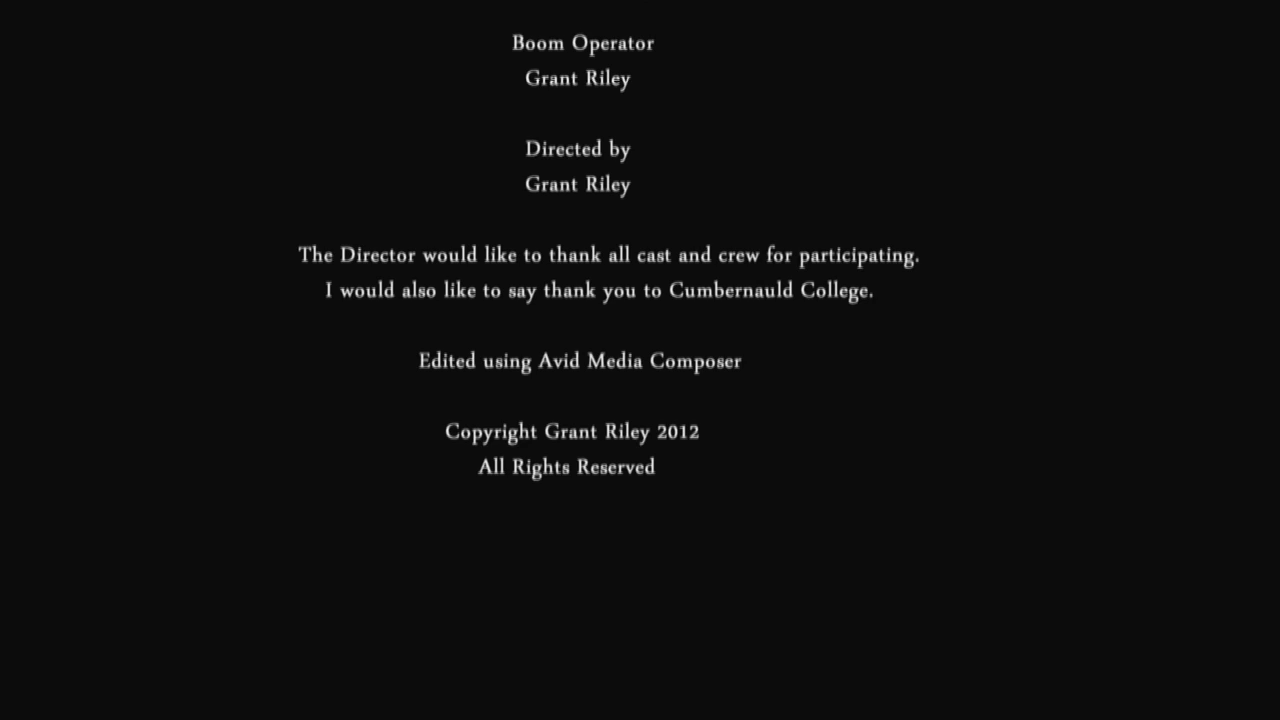 Boom Operator
Grant Riley
Directed by
Grant Riley
The Director would like to thank all cast and crew for participating.
I would also like to say thank you to Cumbernauld College.
Edited using Avid Media Composer
Copyright Grant Riley 2012
All Rights Reserved